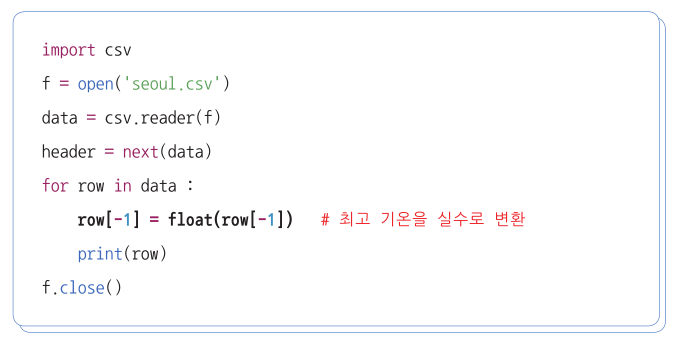 import csv
f = open('seoul.csv')
data = csv.reader(f)
header = next(data)
for row in data :
    row[-1] = float(row[-1])   # 최고 기온을 실수로 변환
    print(row)
f.close()